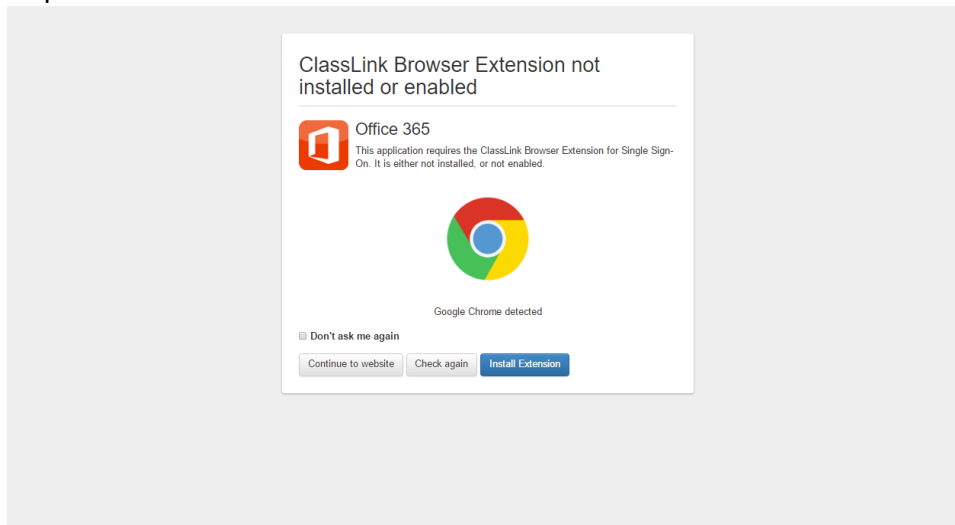 ClassLink Browser Extension not
installed or enabled
Office 365
This application requires the ClassLink Browser Extension for Single Sign-
On. It is either not installed, or not enabled.
Google Chrome detected
Don't ask me again
Continue to website
Check again
Install Extension